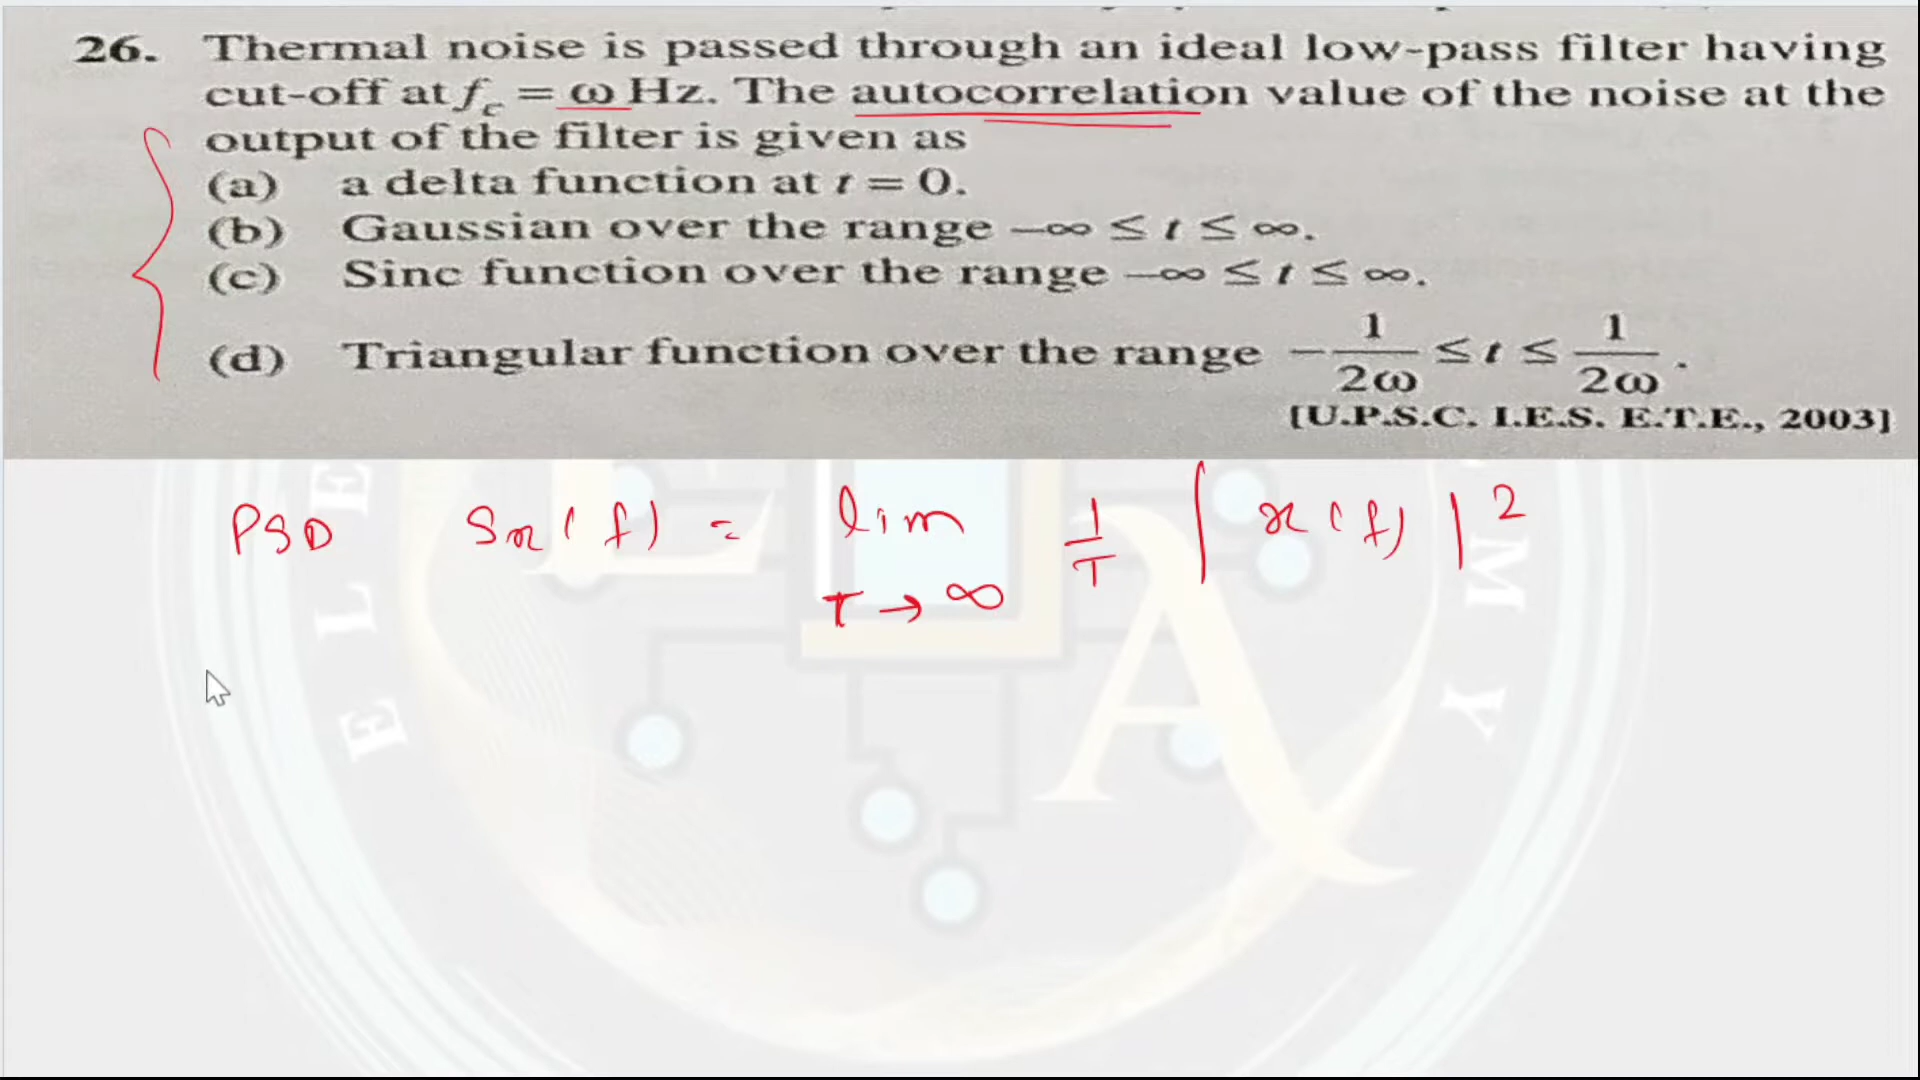 26. Thermal noise is passed through an ideal low-pass filter having
cut-off at f_c = ω Hz. The autocorrelation value of the noise at the
output of the filter is given as
(a) a delta function at t = 0.
(b) Gaussian over the range –∞ ≤ t ≤ ∞.
(c) Sinc function over the range –∞ ≤ t ≤ ∞.
(d) Triangular function over the range –1/2ω ≤ t ≤ 1/2ω.
[U.P.S.C. I.E.S. E.T.E., 2003]
PSD Sx(f) = lim T→∞ 1/T |x(f)|²
E L E
A
M Y